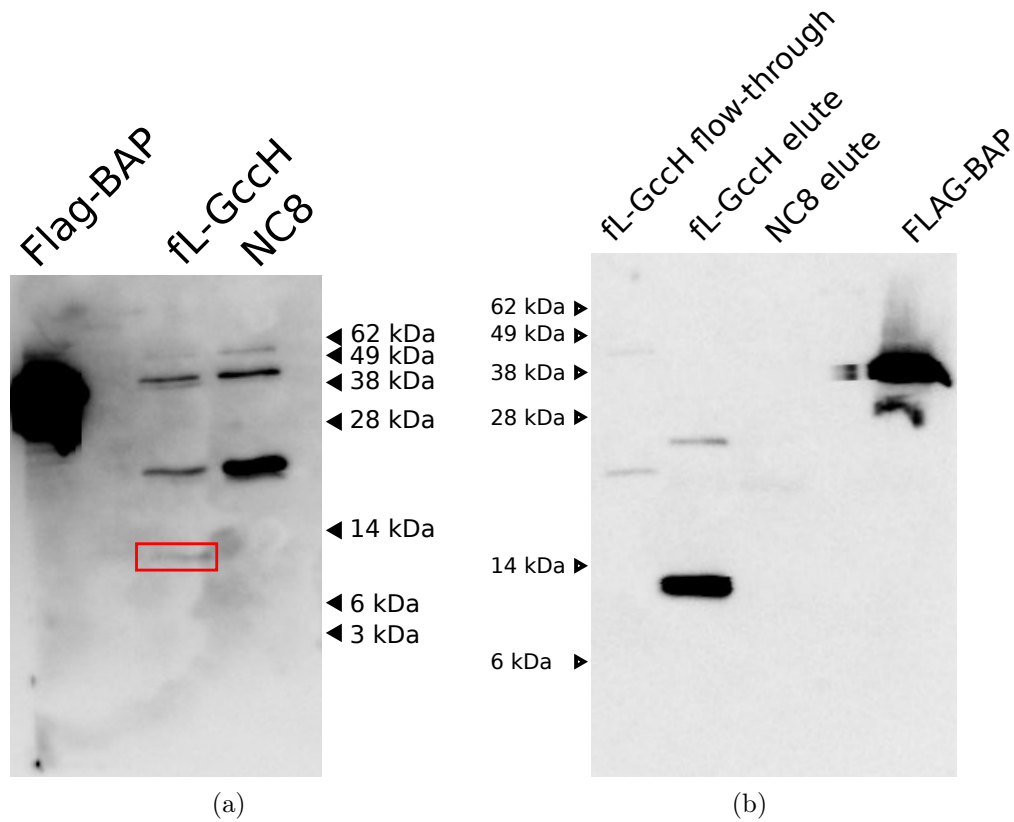 Flag-BAP
fL-GccH
NC8
62 kDa
49 kDa
38 kDa
28 kDa
14 kDa
6 kDa
3 kDa
(a)
fL-GccH flow-through
fL-GccH elute
NC8 elute
FLAG-BAP
62 kDa
49 kDa
38 kDa
28 kDa
14 kDa
6 kDa
(b)